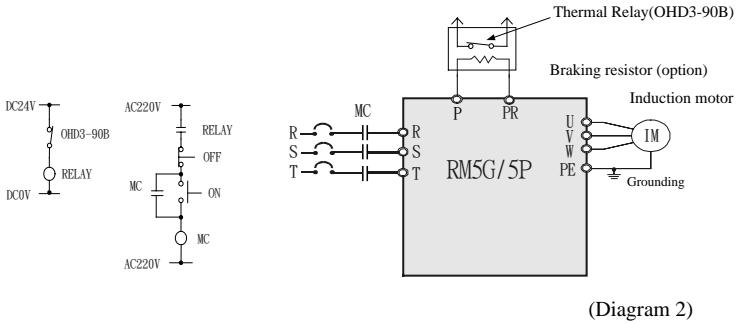 Thermal Relay(OHD3-90B)
Braking resistor (option)
Induction motor
DC24V
OHD3-90B
RELAY
DC0V
AC220V
RELAY
OFF
MC
ON
MC
AC220V
MC
R
S
T
R
S
T
P
PR
RM5G/5P
U
V
W
PE
IM
Grounding
(Diagram 2)